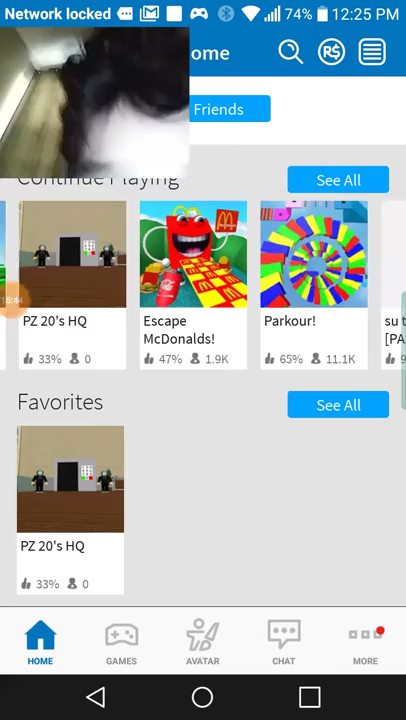 Network locked 74% 12:25 PM
ome
R$
Friends
Continue Playing
See All
PZ 20's HQ
Escape McDonalds!
Parkour!
su t
[PA
33% 0
47% 1.9K
65% 11.1K
Favorites
See All
PZ 20's HQ
33% 0
HOME
GAMES
AVATAR
CHAT
MORE